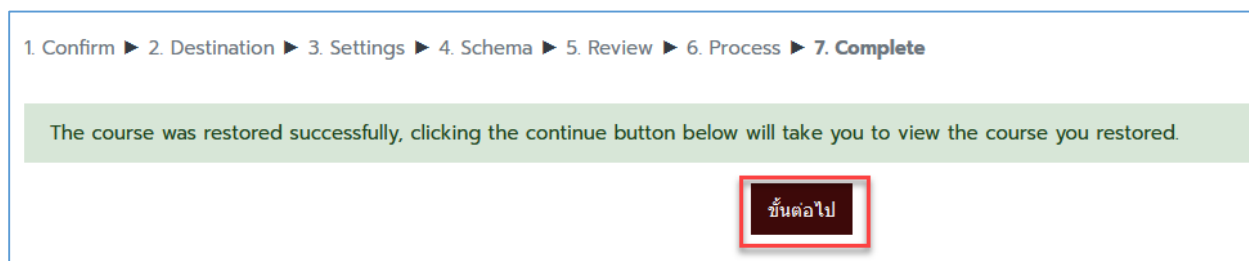 1. Confirm ► 2. Destination ► 3. Settings ► 4. Schema ► 5. Review ► 6. Process ► 7. Complete
The course was restored successfully, clicking the continue button below will take you to view the course you restored.
ขั้นต่อไป